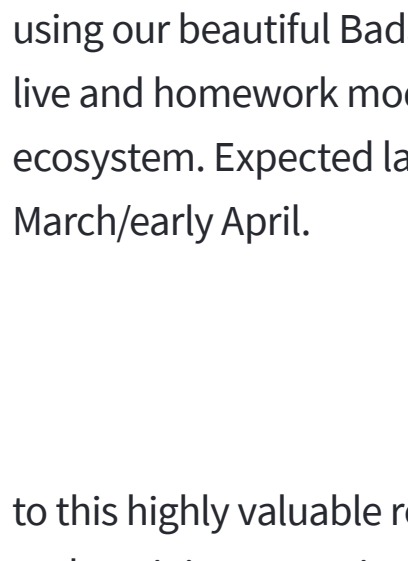 using our beautiful
live and homework
ecosystem. Expected
March/early April.
to this highly valuable